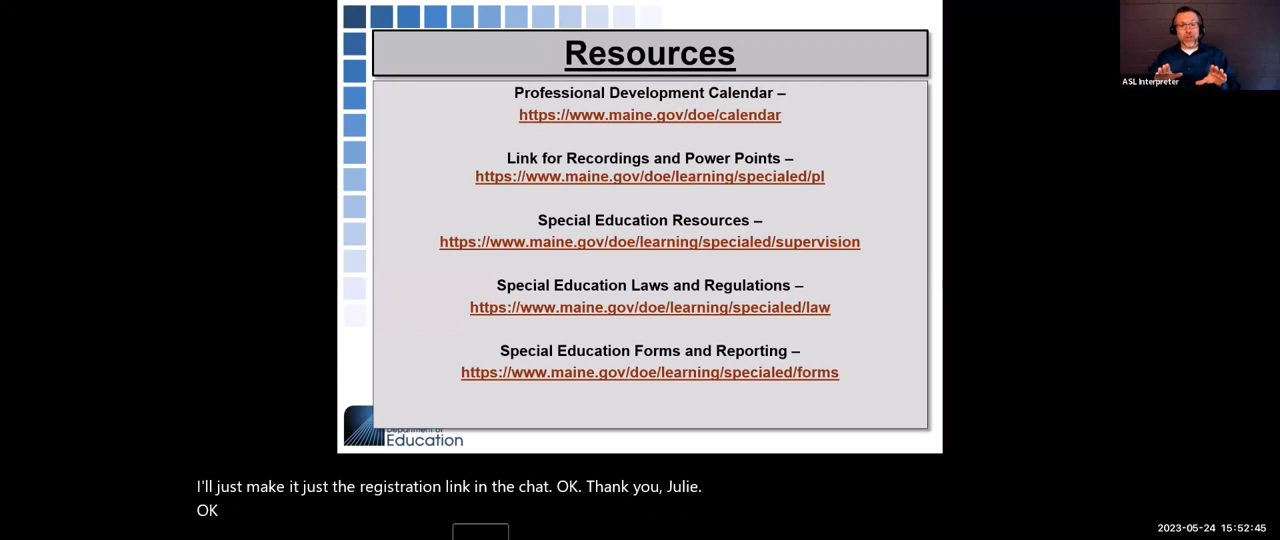 Resources
Professional Development Calendar –
https://www.maine.gov/doe/calendar
Link for Recordings and Power Points –
https://www.maine.gov/doe/learning/specialed/pl
Special Education Resources –
https://www.maine.gov/doe/learning/specialed/supervision
Special Education Laws and Regulations –
https://www.maine.gov/doe/learning/specialed/law
Special Education Forms and Reporting –
https://www.maine.gov/doe/learning/specialed/forms
Department of
Education
ASL Interpreter
I'll just make it just the registration link in the chat. OK. Thank you, Julie.
OK
2023-05-24 15:52:45